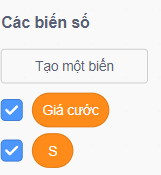 Các biến số
Tạo một biến
Giá cước
S